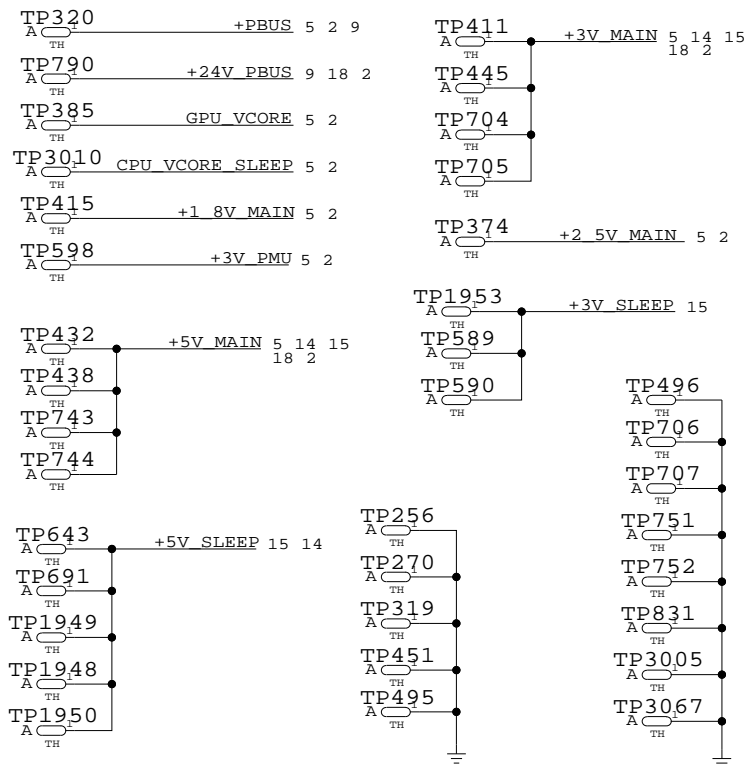 TP320
A 1 +PBUS 5 2 9
TH
TP790
A 1 +24V_PBUS 9 18 2
TH
TP385
A 1 GPU_VCORE 5 2
TH
TP3010
A 1 CPU_VCORE_SLEEP 5 2
TH
TP415
A 1 +1_8V_MAIN 5 2
TH
TP598
A 1 +3V_PMU 5 2
TH
TP411
A 1 +3V_MAIN 5 14 15
TH 18 2
TP445
A 1
TH
TP704
A 1
TH
TP705
A 1
TH
TP374
A 1 +2_5V_MAIN 5 2
TH
TP1953
A 1 +3V_SLEEP 15
TH
TP589
A 1
TH
TP590
A 1
TH
TP432
A 1 +5V_MAIN 5 14 15
TH 18 2
TP438
A 1
TH
TP743
A 1
TH
TP744
A 1
TH
TP643
A 1 +5V_SLEEP 15 14
TH
TP691
A 1
TH
TP1949
A 1
TH
TP1948
A 1
TH
TP1950
A 1
TH
TP256
A 1
TH
TP270
A 1
TH
TP319
A 1
TH
TP451
A 1
TH
TP495
A 1
TH
TP496
A 1
TH
TP706
A 1
TH
TP707
A 1
TH
TP751
A 1
TH
TP752
A 1
TH
TP831
A 1
TH
TP3005
A 1
TH
TP3067
A 1
TH